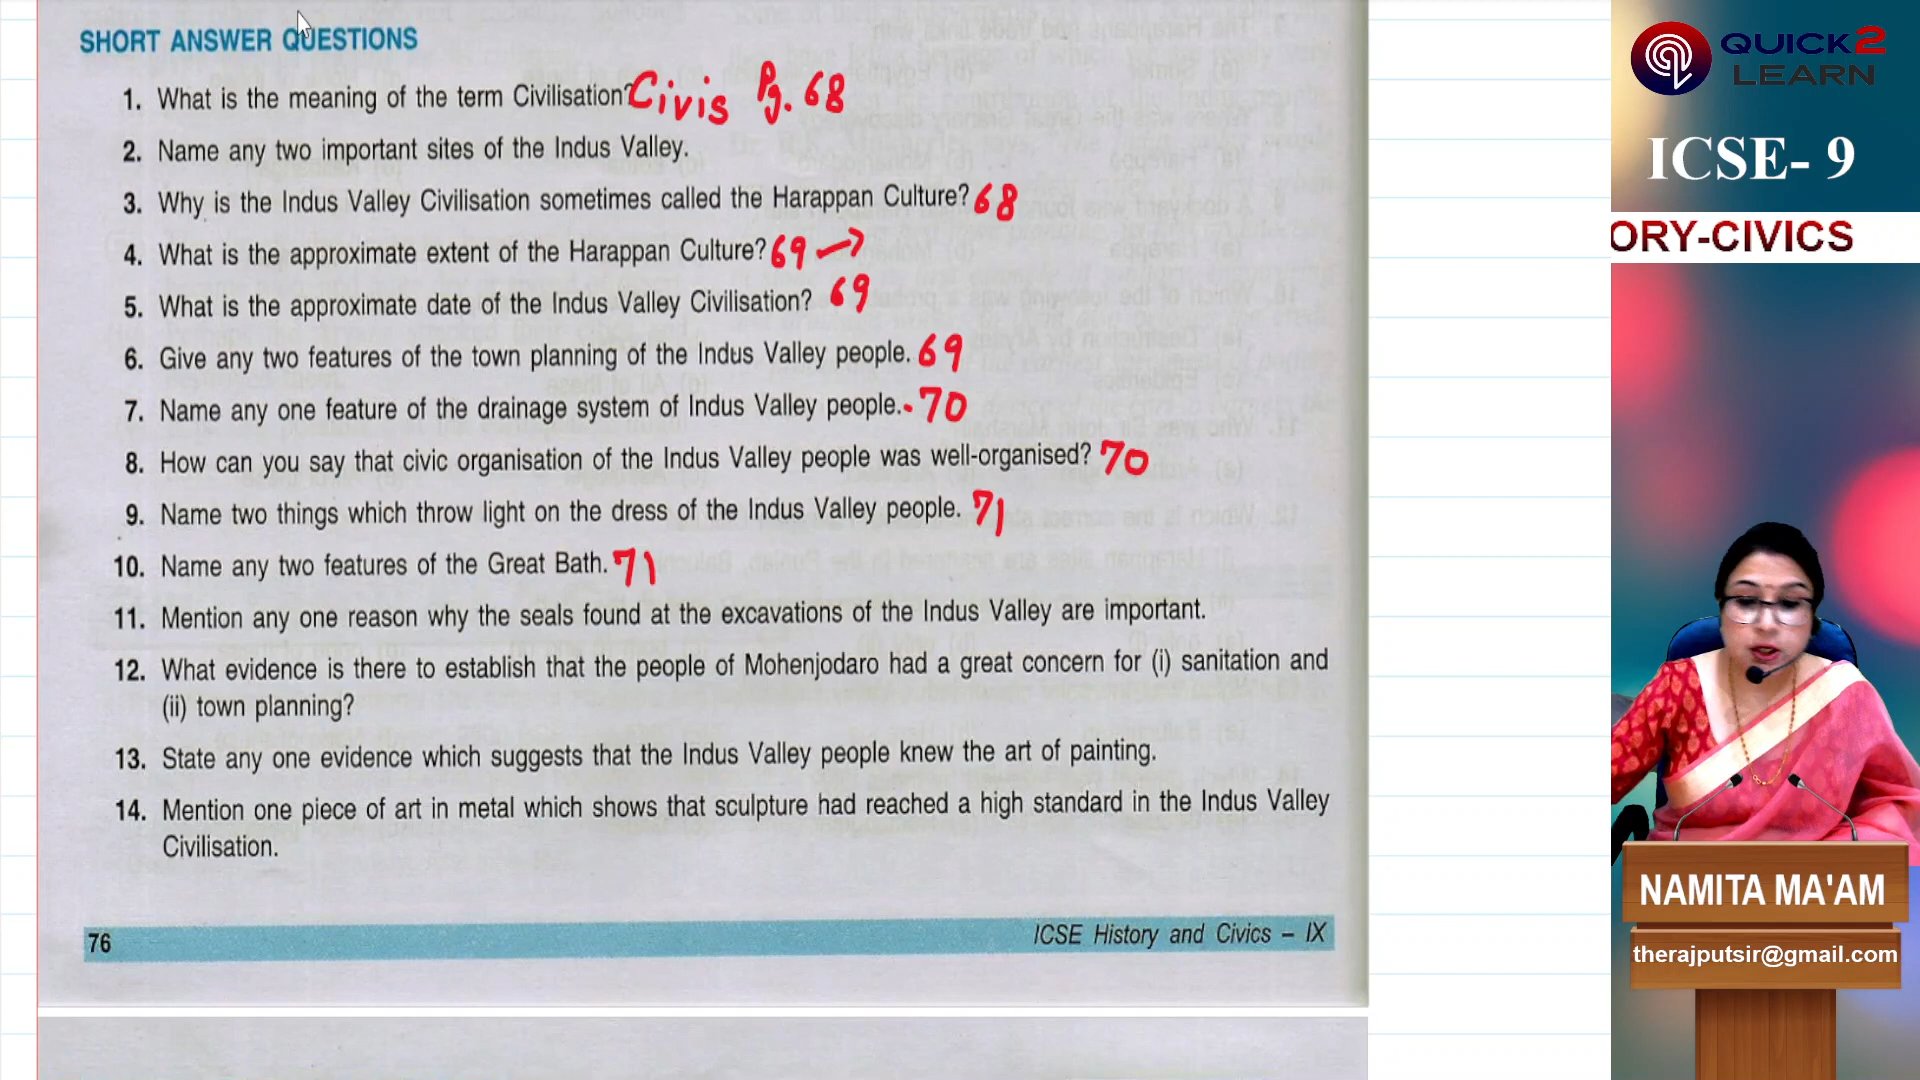 SHORT ANSWER QUESTIONS
1. What is the meaning of the term Civilisation? Civis Pg. 68
2. Name any two important sites of the Indus Valley.
3. Why is the Indus Valley Civilisation sometimes called the Harappan Culture? 68
4. What is the approximate extent of the Harappan Culture? 69 →
5. What is the approximate date of the Indus Valley Civilisation? 69
6. Give any two features of the town planning of the Indus Valley people. 69
7. Name any one feature of the drainage system of Indus Valley people. - 70
8. How can you say that civic organisation of the Indus Valley people was well-organised? 70
9. Name two things which throw light on the dress of the Indus Valley people. 71
10. Name any two features of the Great Bath. 71
11. Mention any one reason why the seals found at the excavations of the Indus Valley are important.
12. What evidence is there to establish that the people of Mohenjodaro had a great concern for (i) sanitation and
(ii) town planning?
13. State any one evidence which suggests that the Indus Valley people knew the art of painting.
14. Mention one piece of art in metal which shows that sculpture had reached a high standard in the Indus Valley
Civilisation.
76
ICSE History and Civics – IX
QUICK2
LEARN
ICSE- 9
ORY-CIVICS
NAMITA MA'AM
therajputsir@gmail.com